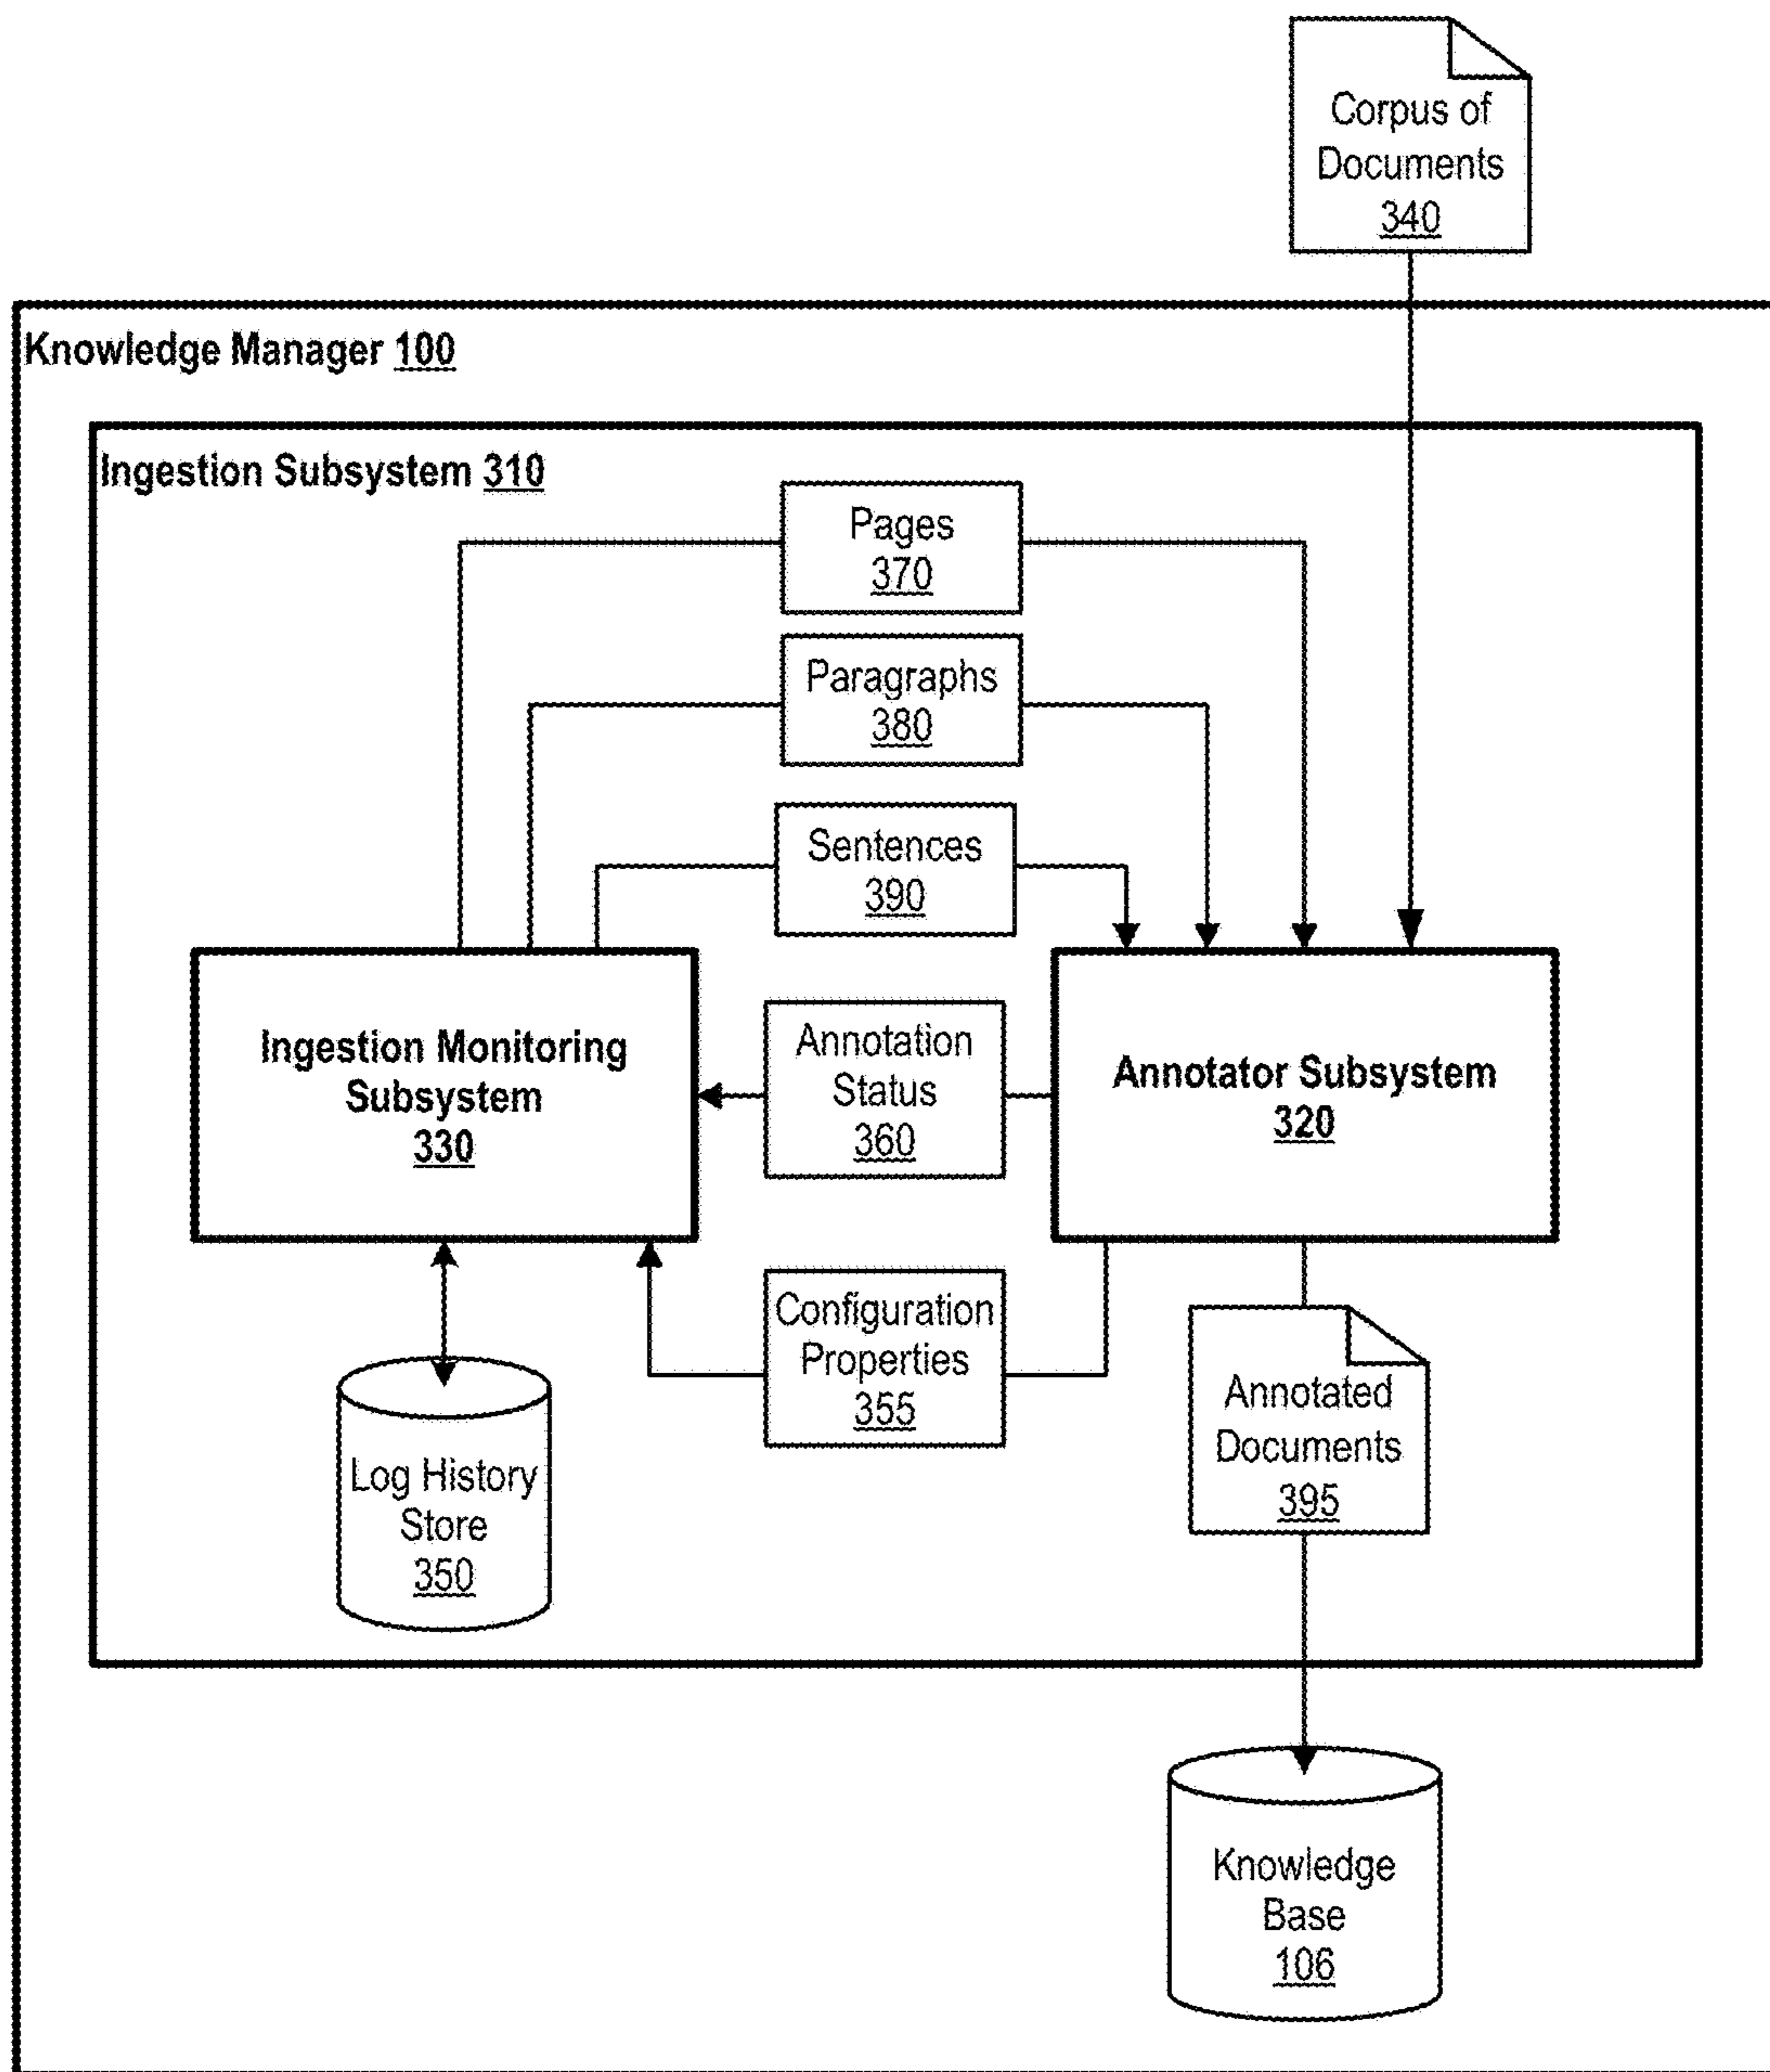 Corpus of
Documents
340
Knowledge Manager 100
Ingestion Subsystem 310
Pages
370
Paragraphs
380
Sentences
390
Ingestion Monitoring
Subsystem
330
Annotation
Status
360
Annotator Subsystem
320
Configuration
Properties
355
Log History
Store
350
Annotated
Documents
395
Knowledge
Base
106